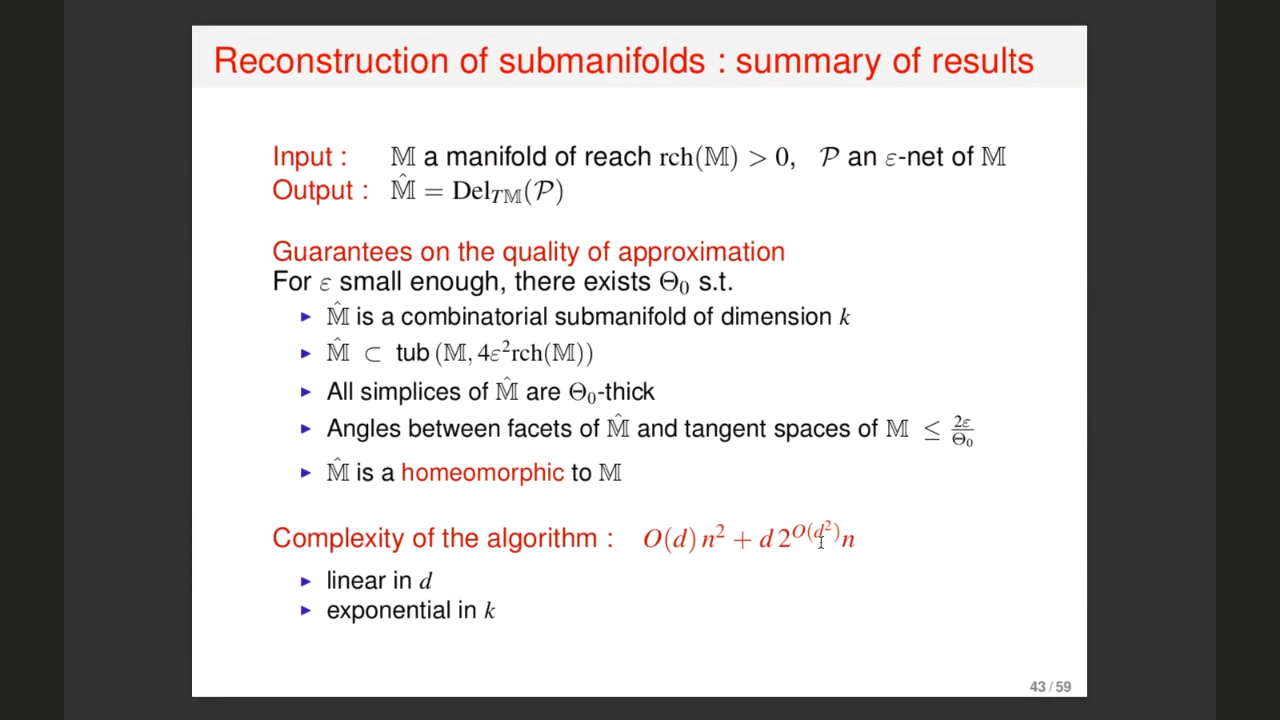 Reconstruction of submanifolds : summary of results
Input : 𝕄 a manifold of reach rch(𝕄) > 0, 𝒫 an ε-net of 𝕄
Output : 𝕄̂ = Del_{T𝕄}(𝒫)
Guarantees on the quality of approximation
For ε small enough, there exists Θ₀ s.t.
▶ 𝕄̂ is a combinatorial submanifold of dimension k
▶ 𝕄̂ ⊂ tub (𝕄, 4ε²rch(𝕄))
▶ All simplices of 𝕄̂ are Θ₀-thick
▶ Angles between facets of 𝕄̂ and tangent spaces of 𝕄 ≤ \frac{2ε}{Θ₀}
▶ 𝕄̂ is a homeomorphic to 𝕄
Complexity of the algorithm : O(d) n² + d 2^{O(d²)} n
▶ linear in d
▶ exponential in k
43 / 59